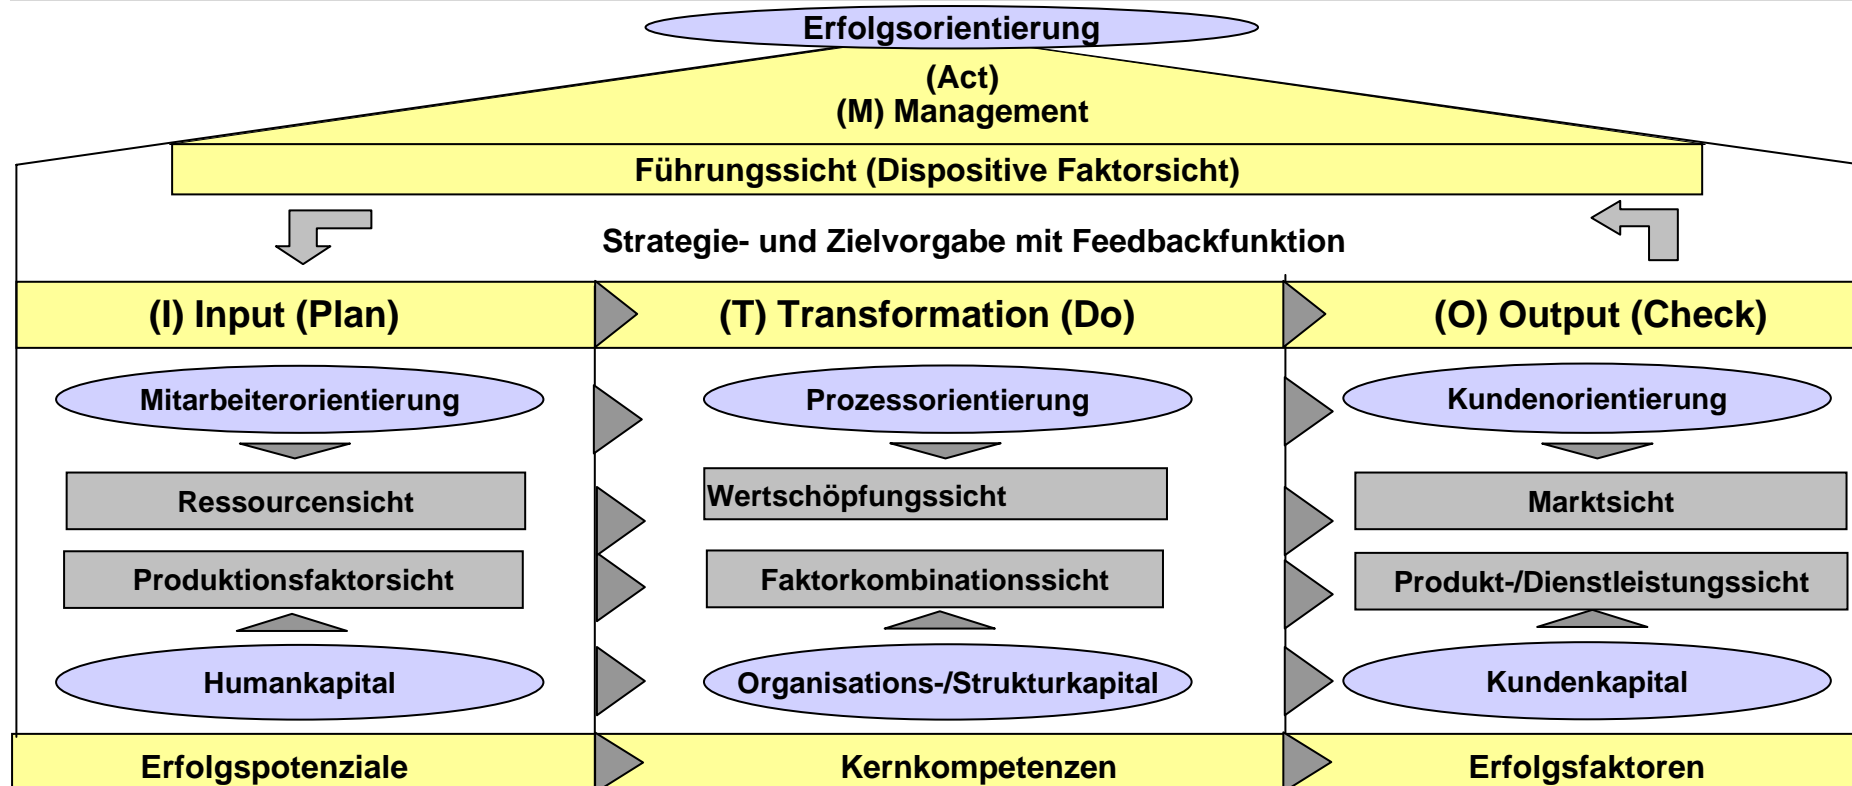 Erfolgsorientierung
(Act)
(M) Management
Führungssicht (Dispositive Faktorsicht)
Strategie- und Zielvorgabe mit Feedbackfunktion
(I) Input (Plan)
(T) Transformation (Do)
(O) Output (Check)
Mitarbeiterorientierung
Prozessorientierung
Kundenorientierung
Ressourcensicht
Wertschöpfungssicht
Marktsicht
Produktionsfaktorsicht
Faktorkombinationssicht
Produkt-/Dienstleistungssicht
Humankapital
Organisations-/Strukturkapital
Kundenkapital
Erfolgspotenziale
Kernkompetenzen
Erfolgsfaktoren